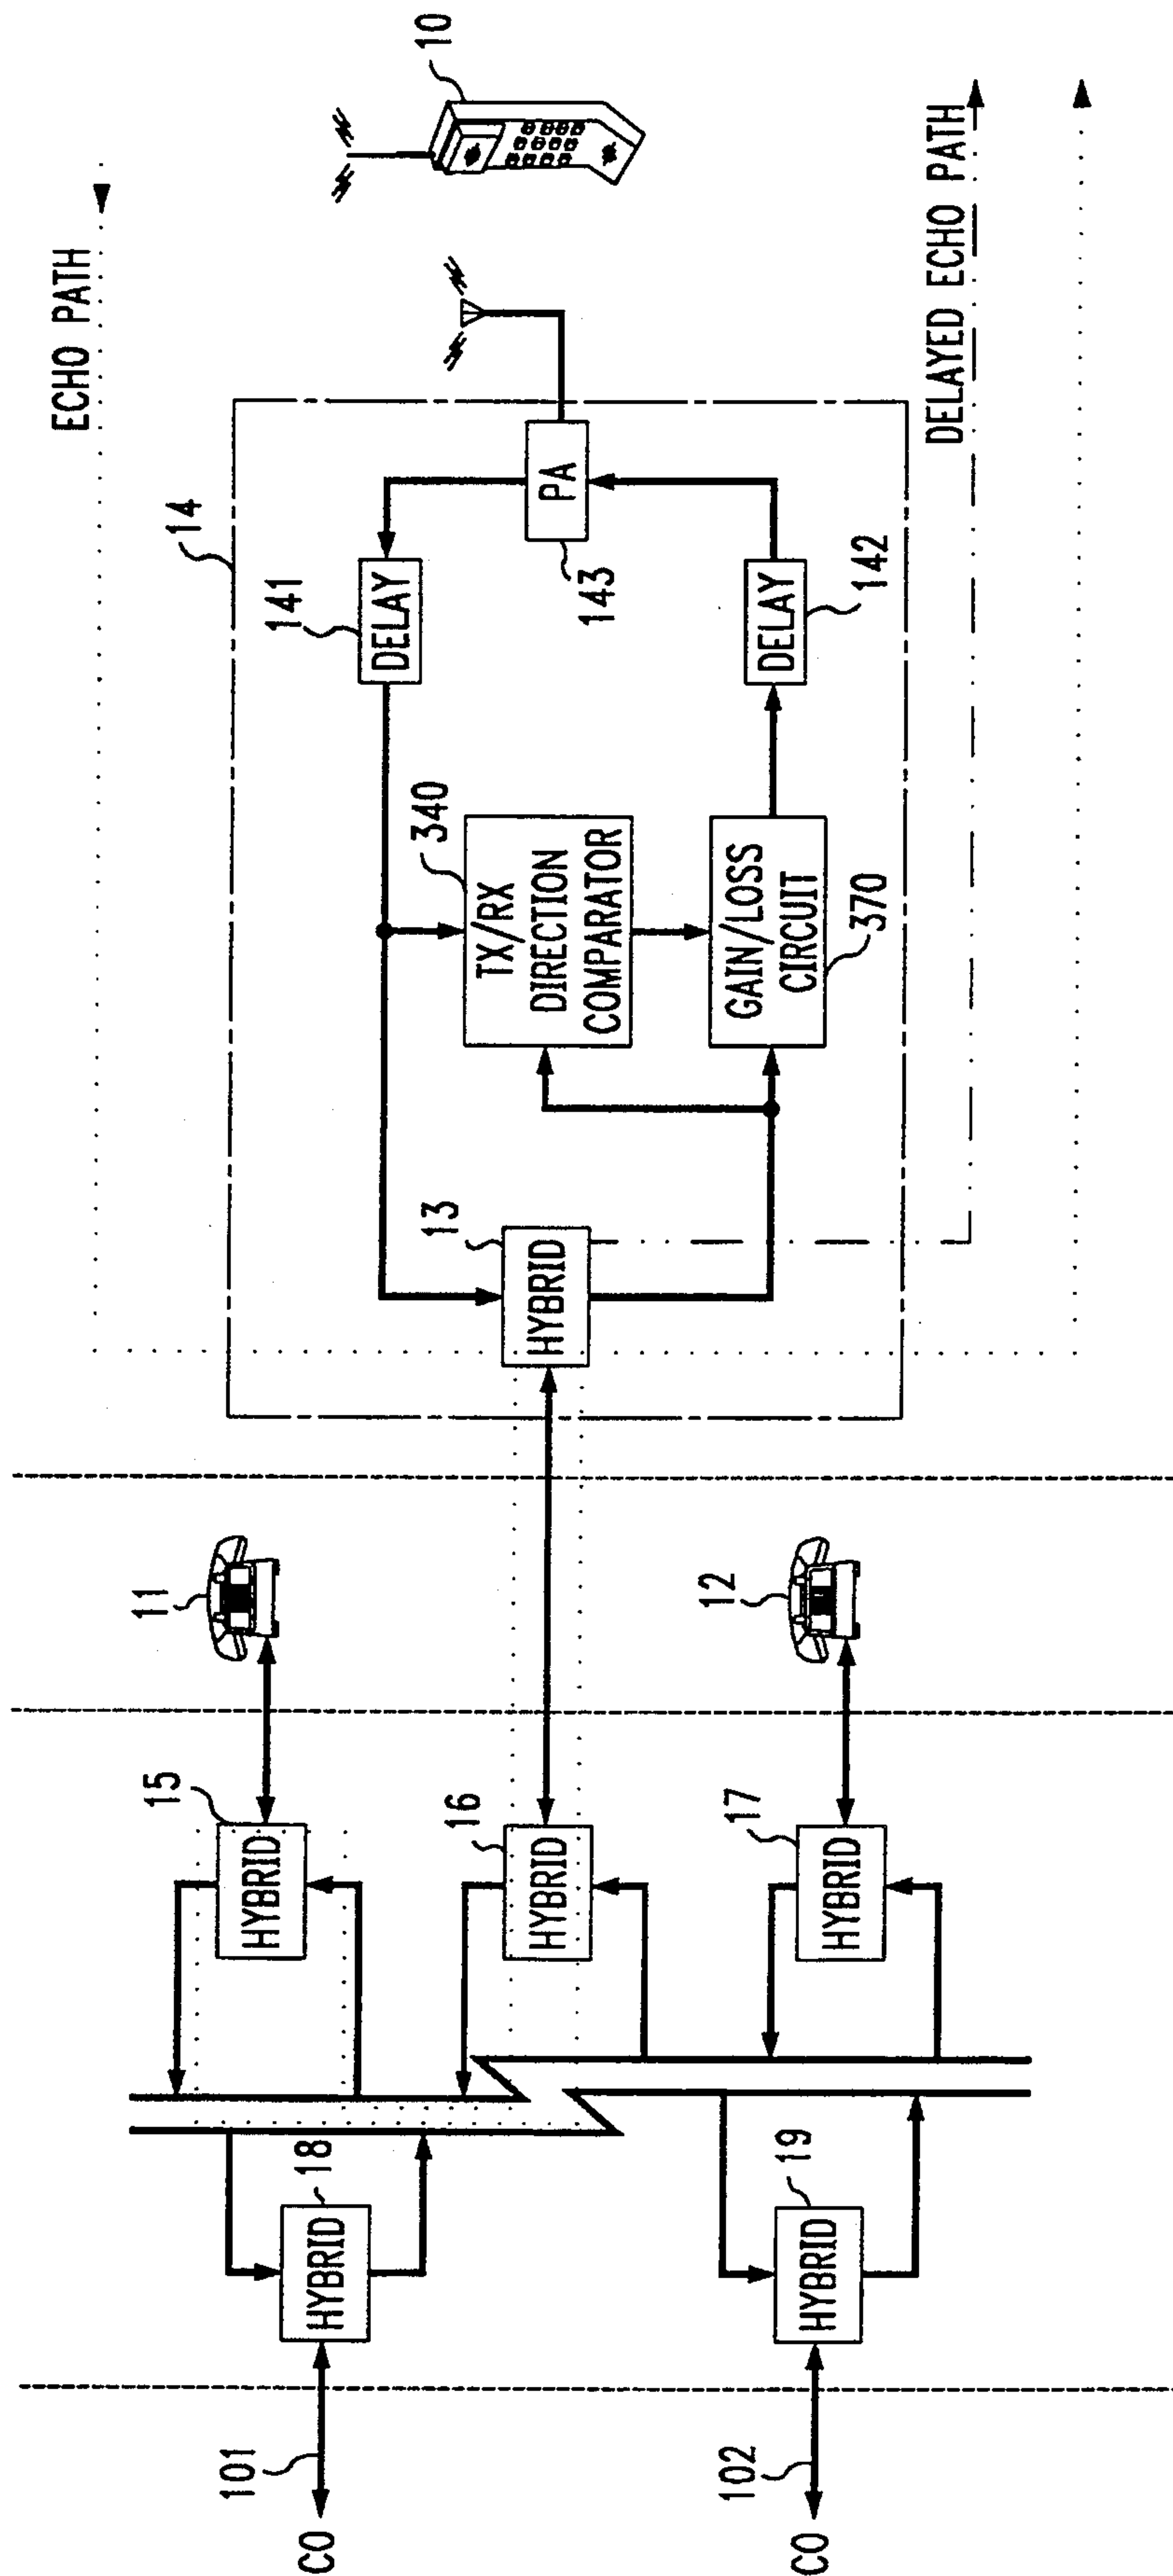 ECHO PATH
10
14
141
DELAY
PA
143
340
TX/RX
DIRECTION
COMPARATOR
GAIN/LOSS
CIRCUIT
370
DELAY
142
13
HYBRID
DELAYED ECHO PATH
11
12
15
HYBRID
16
HYBRID
17
HYBRID
18
HYBRID
19
HYBRID
101
CO
102
CO